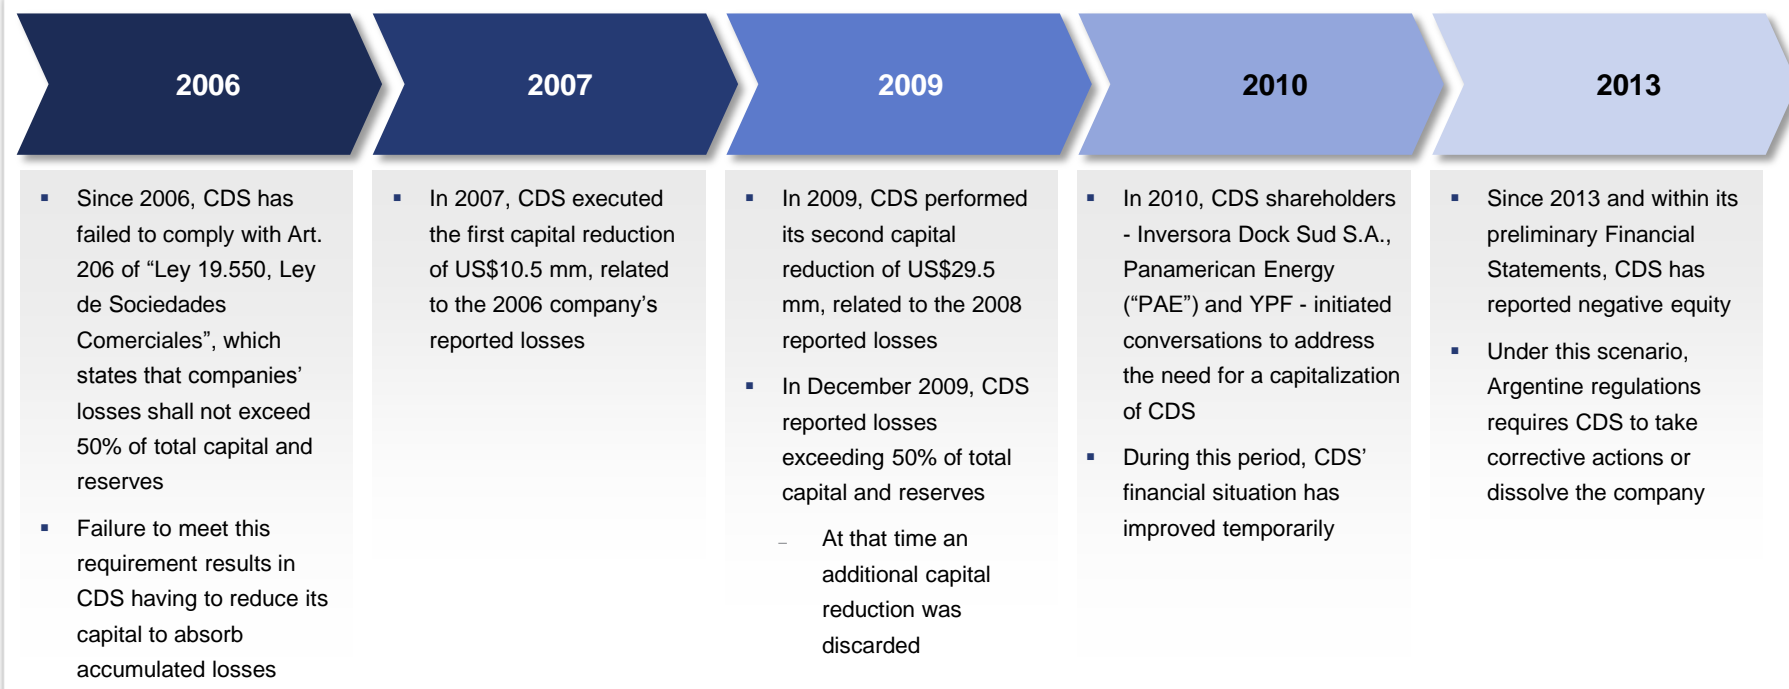 2006
2007
2009
2010
2013
▪ Since 2006, CDS has
failed to comply with Art.
206 of “Ley 19.550, Ley
de Sociedades
Comerciales”, which
states that companies’
losses shall not exceed
50% of total capital and
reserves
▪ Failure to meet this
requirement results in
CDS having to reduce its
capital to absorb
accumulated losses
▪ In 2007, CDS executed
the first capital reduction
of US$10.5 mm, related
to the 2006 company’s
reported losses
▪ In 2009, CDS performed
its second capital
reduction of US$29.5
mm, related to the 2008
reported losses
▪ In December 2009, CDS
reported losses
exceeding 50% of total
capital and reserves
– At that time an
additional capital
reduction was
discarded
▪ In 2010, CDS shareholders
- Inversora Dock Sud S.A.,
Panamerican Energy
(“PAE”) and YPF - initiated
conversations to address
the need for a capitalization
of CDS
▪ During this period, CDS’
financial situation has
improved temporarily
▪ Since 2013 and within its
preliminary Financial
Statements, CDS has
reported negative equity
▪ Under this scenario,
Argentine regulations
requires CDS to take
corrective actions or
dissolve the company